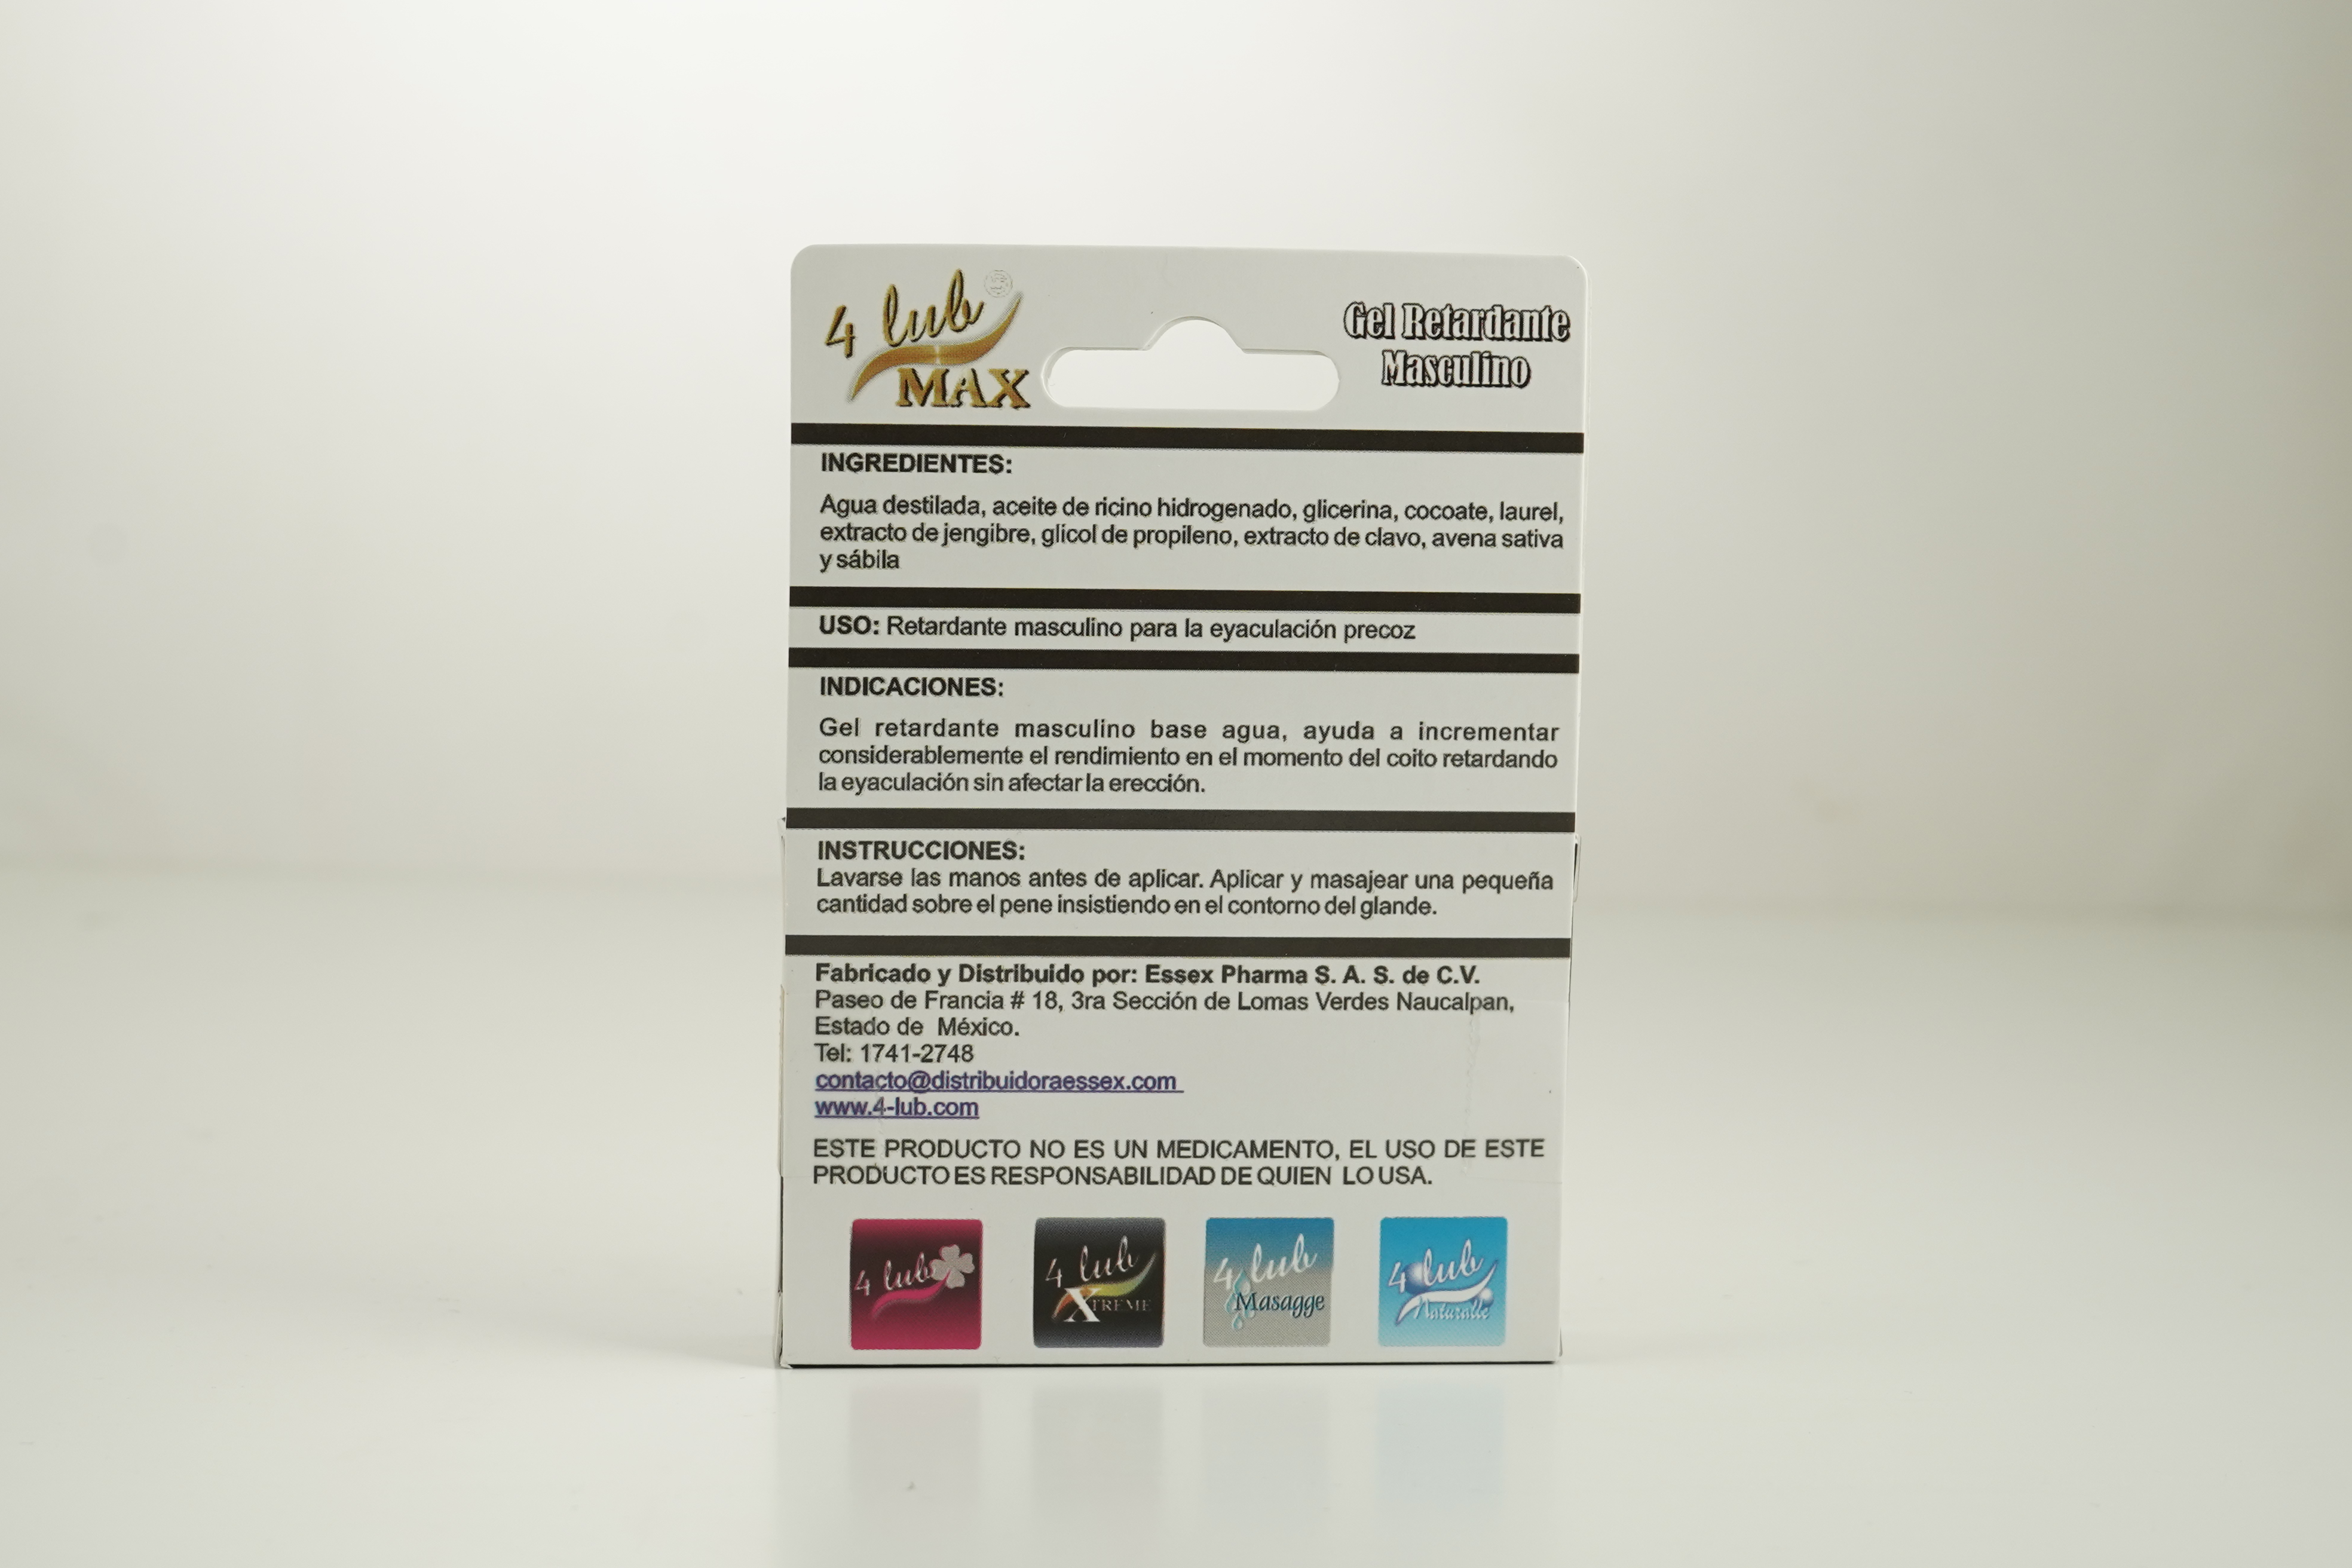 4 lub
MAX
Gel Retardante
Masculino
INGREDIENTES:
Agua destilada, aceite de ricino hidrogenado, glicerina, cocoate, laurel,
extracto de jengibre, glicol de propileno, extracto de clavo, avena sativa
y sábila
USO: Retardante masculino para la eyaculación precoz
INDICACIONES:
Gel retardante masculino base agua, ayuda a incrementar
considerablemente el rendimiento en el momento del coito retardando
la eyaculación sin afectar la erección.
INSTRUCCIONES:
Lavarse las manos antes de aplicar. Aplicar y masajear una pequeña
cantidad sobre el pene insistiendo en el contorno del glande.
Fabricado y Distribuido por: Essex Pharma S. A. S. de C.V.
Paseo de Francia # 18, 3ra Sección de Lomas Verdes Naucalpan,
Estado de México.
Tel: 1741-2748
contacto@distribuidoraessex.com
www.4-lub.com
ESTE PRODUCTO NO ES UN MEDICAMENTO, EL USO DE ESTE
PRODUCTO ES RESPONSABILIDAD DE QUIEN LO USA.
4 lub
4 lub
XTREME
4 lub
Masagge
4 lub
Naturalle